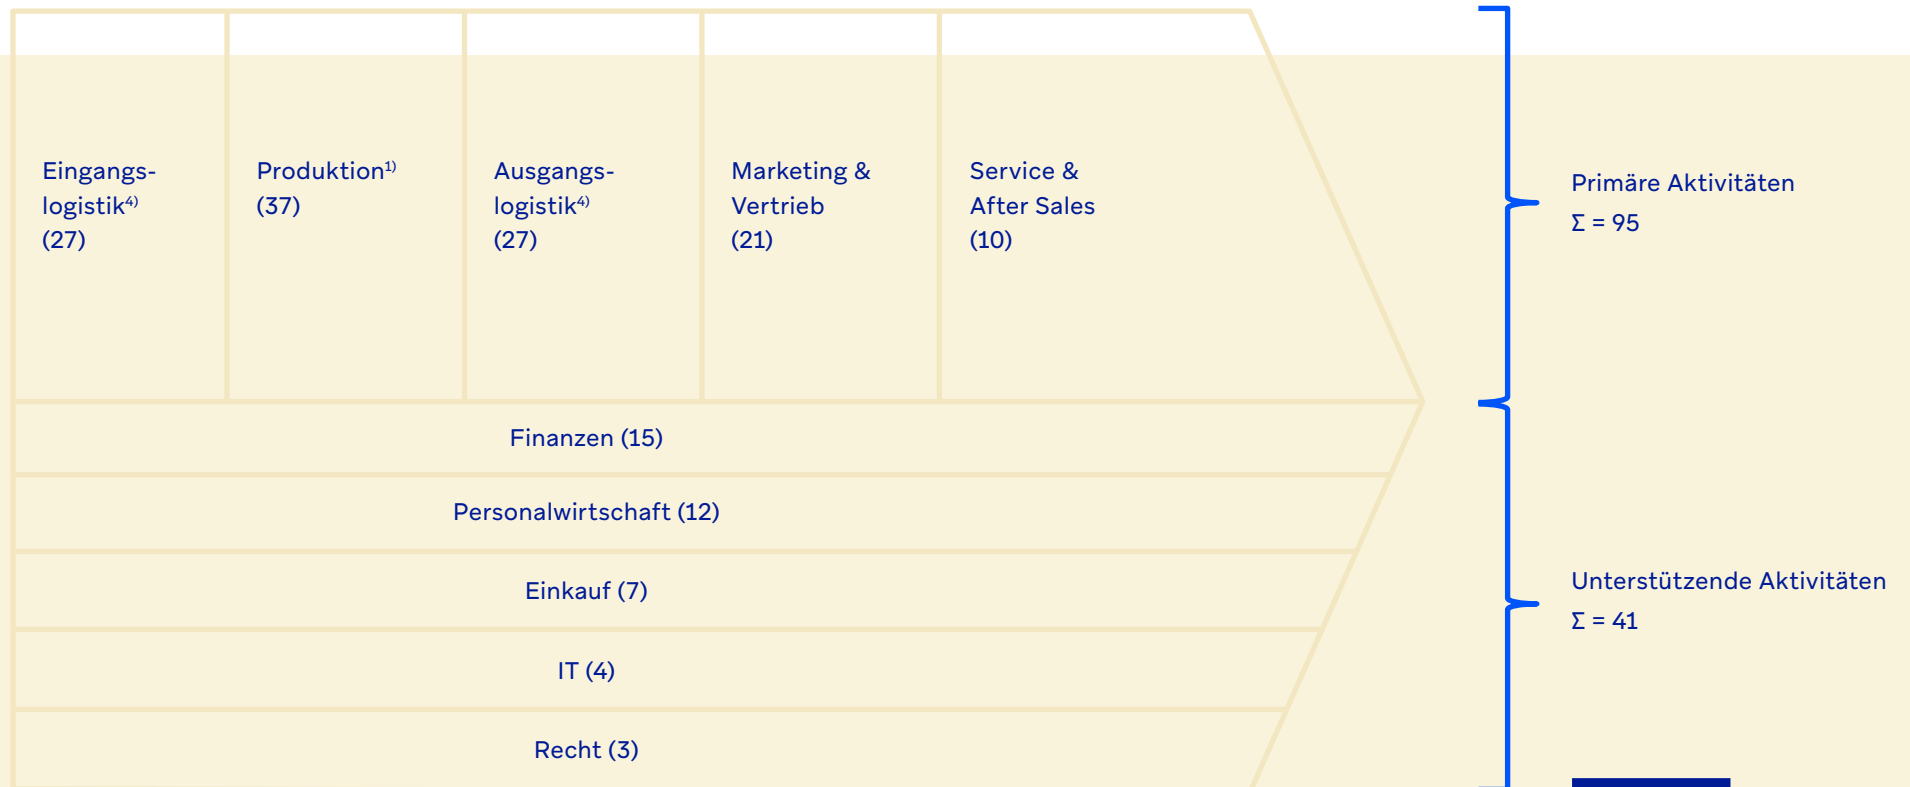 Eingangs-
logistik⁴⁾
(27)
Produktion¹⁾
(37)
Ausgangs-
logistik⁴⁾
(27)
Marketing &
Vertrieb
(21)
Service &
After Sales
(10)
Primäre Aktivitäten
Σ = 95
Finanzen (15)
Personalwirtschaft (12)
Einkauf (7)
IT (4)
Recht (3)
Unterstützende Aktivitäten
Σ = 41